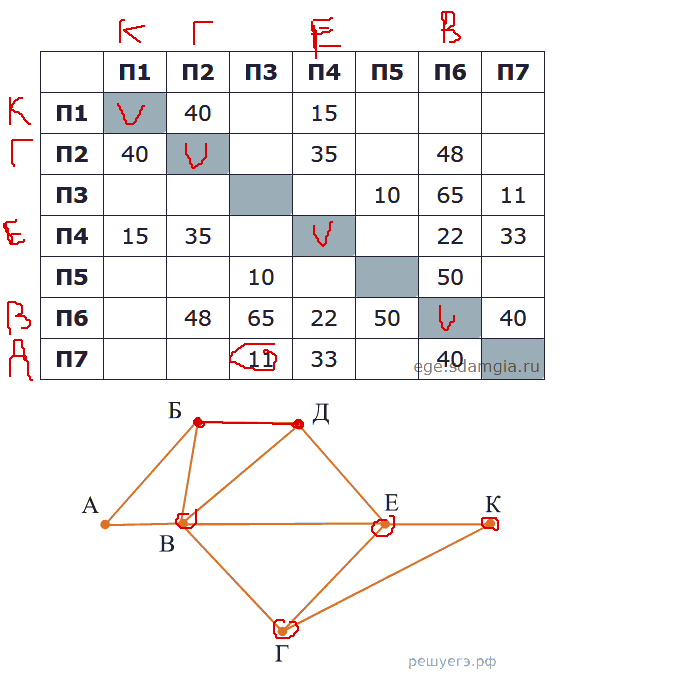 К Г Е В
П1 П2 П3 П4 П5 П6 П7
К П1 V 40 15
Г П2 40 V 35 48
П3 10 65 11
Е П4 15 35 V 22 33
П5 10 50
В П6 48 65 22 50 V 40
Д П7 11 33 40
ege.sdamgia.ru
Б Д
А Е К
В
Г
решуегэ.рф